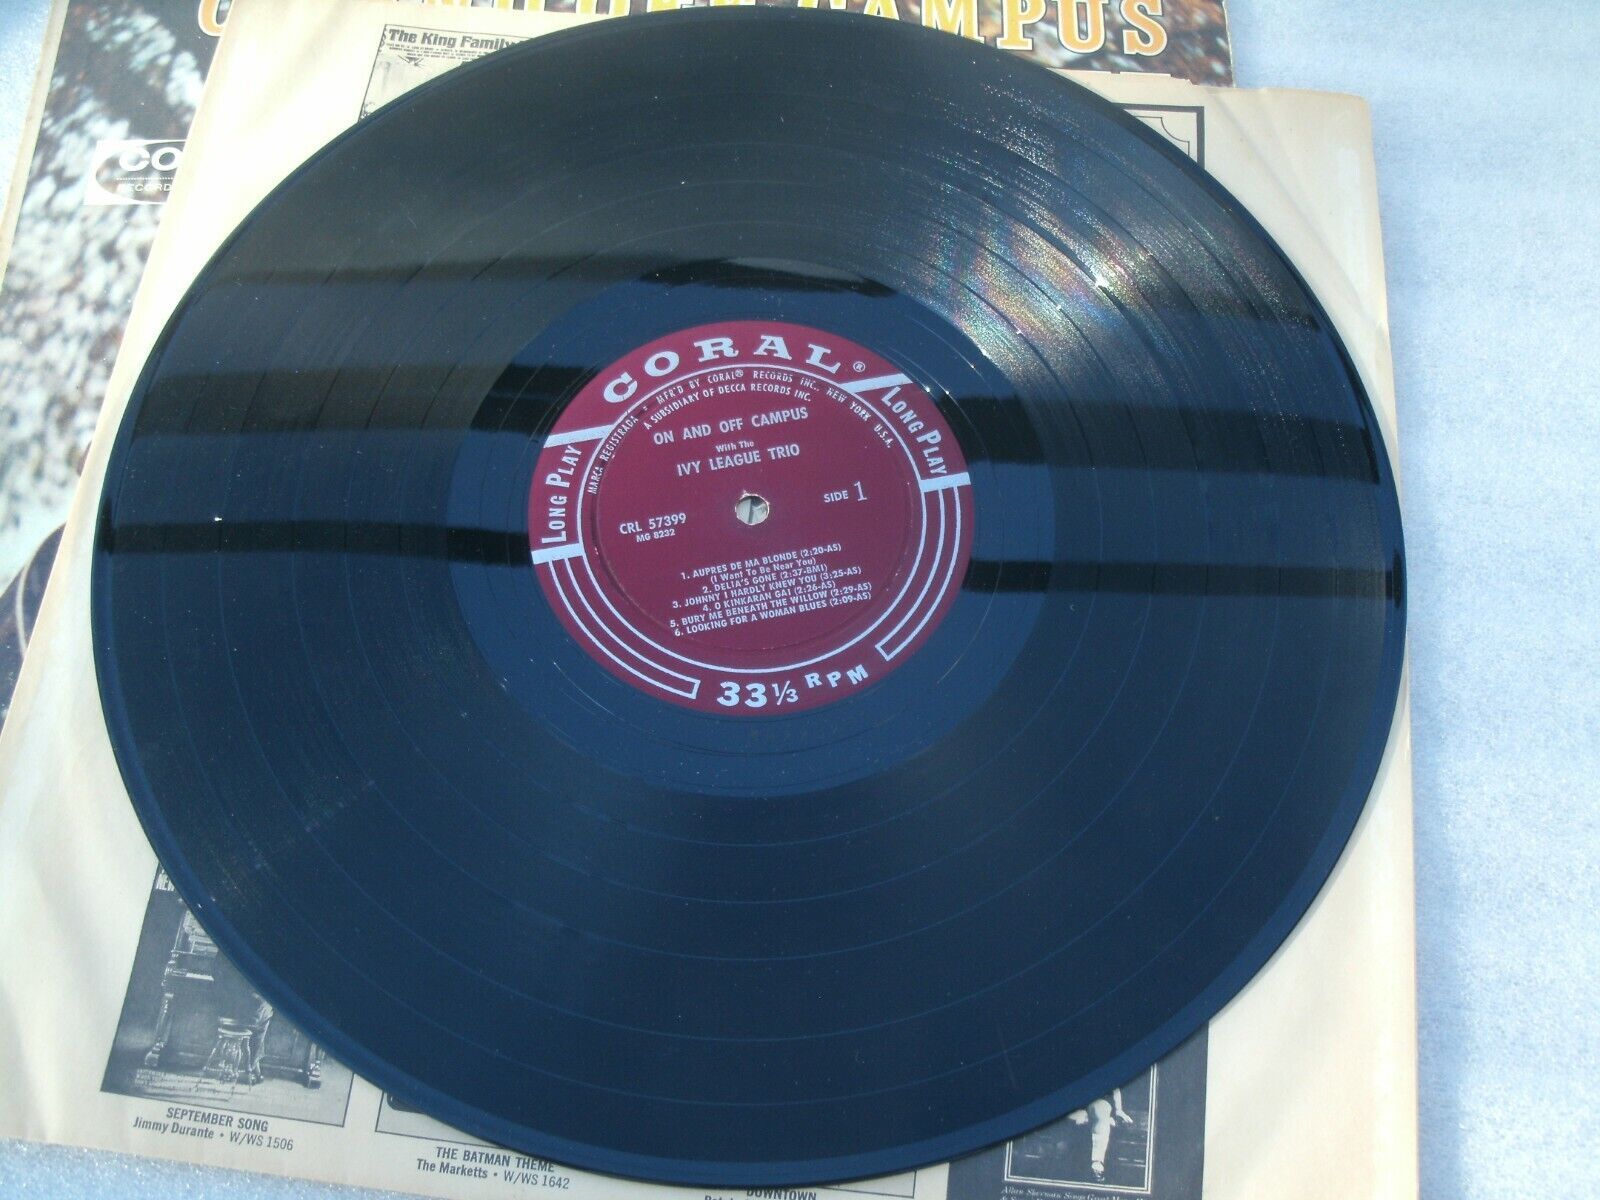 CAMPUS
The King Family
CO
RECORD
CORAL®
MARCA REGISTRADA • MFR'D BY CORAL® RECORDS INC., NEW YORK U.S.A.
A SUBSIDIARY OF DECCA RECORDS INC.
LONG PLAY
LONG PLAY
ON AND OFF CAMPUS
With The
IVY LEAGUE TRIO
SIDE 1
CRL 57399
MG 8232
1. AUPRES DE MA BLONDE (2:20-AS)
(I Want To Be Near You)
2. DELIA'S GONE (2:37-BMI)
3. JOHNNY I HARDLY KNEW YOU (3:25-AS)
4. O KINKARAN GAI (2:26-AS)
5. BURY ME BENEATH THE WILLOW (2:29-AS)
6. LOOKING FOR A WOMAN BLUES (2:09-AS)
33 1/3 RPM
SEPTEMBER SONG
Jimmy Durante • W/WS 1506
THE BATMAN THEME
The Marketts • W/WS 1642
DOWNTOWN